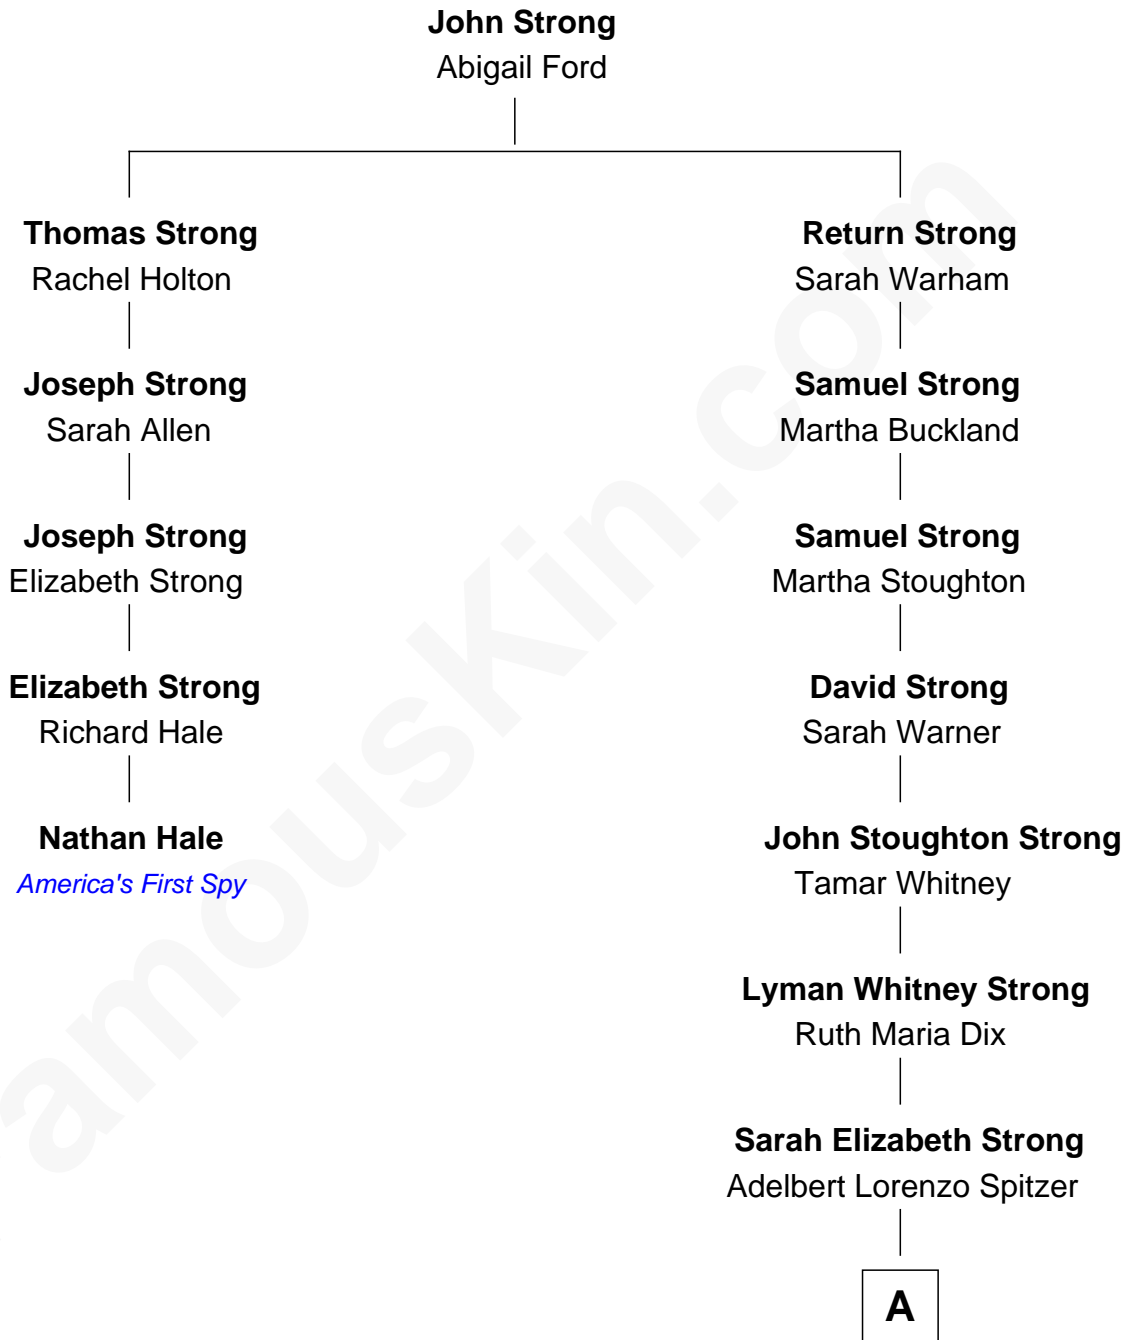 John Strong
Abigail Ford
Thomas Strong
Rachel Holton
Return Strong
Sarah Warham
Joseph Strong
Sarah Allen
Samuel Strong
Martha Buckland
Joseph Strong
Elizabeth Strong
Samuel Strong
Martha Stoughton
Elizabeth Strong
Richard Hale
David Strong
Sarah Warner
Nathan Hale
America's First Spy
John Stoughton Strong
Tamar Whitney
Lyman Whitney Strong
Ruth Maria Dix
Sarah Elizabeth Strong
Adelbert Lorenzo Spitzer
A
amouskin.com